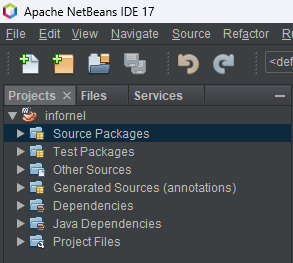 Apache NetBeans IDE 17
File Edit View Navigate Source Refactor R
<def
Projects Files Services
infornel
Source Packages
Test Packages
Other Sources
Generated Sources (annotations)
Dependencies
Java Dependencies
Project Files